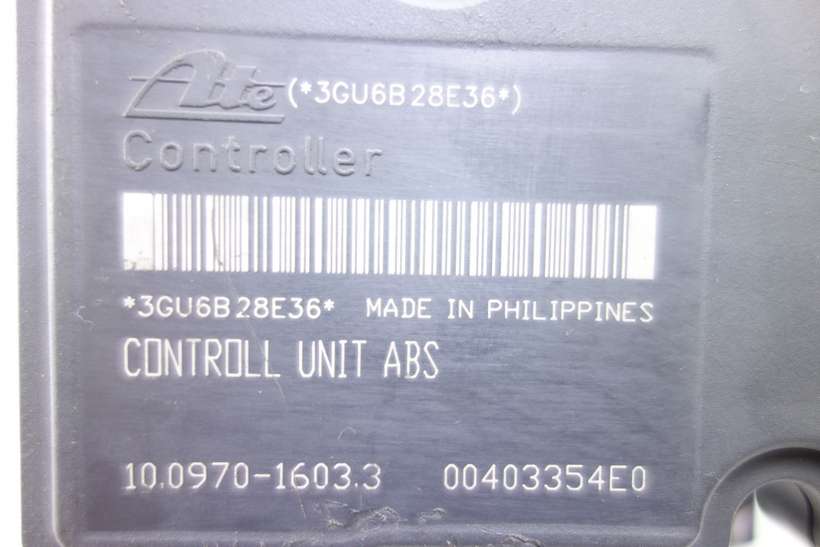 Ate (*3GU6B28E36*)
Controller
*3GU6B28E36* MADE IN PHILIPPINES
CONTROLL UNIT ABS
10.0970-1603.3 00403354E0